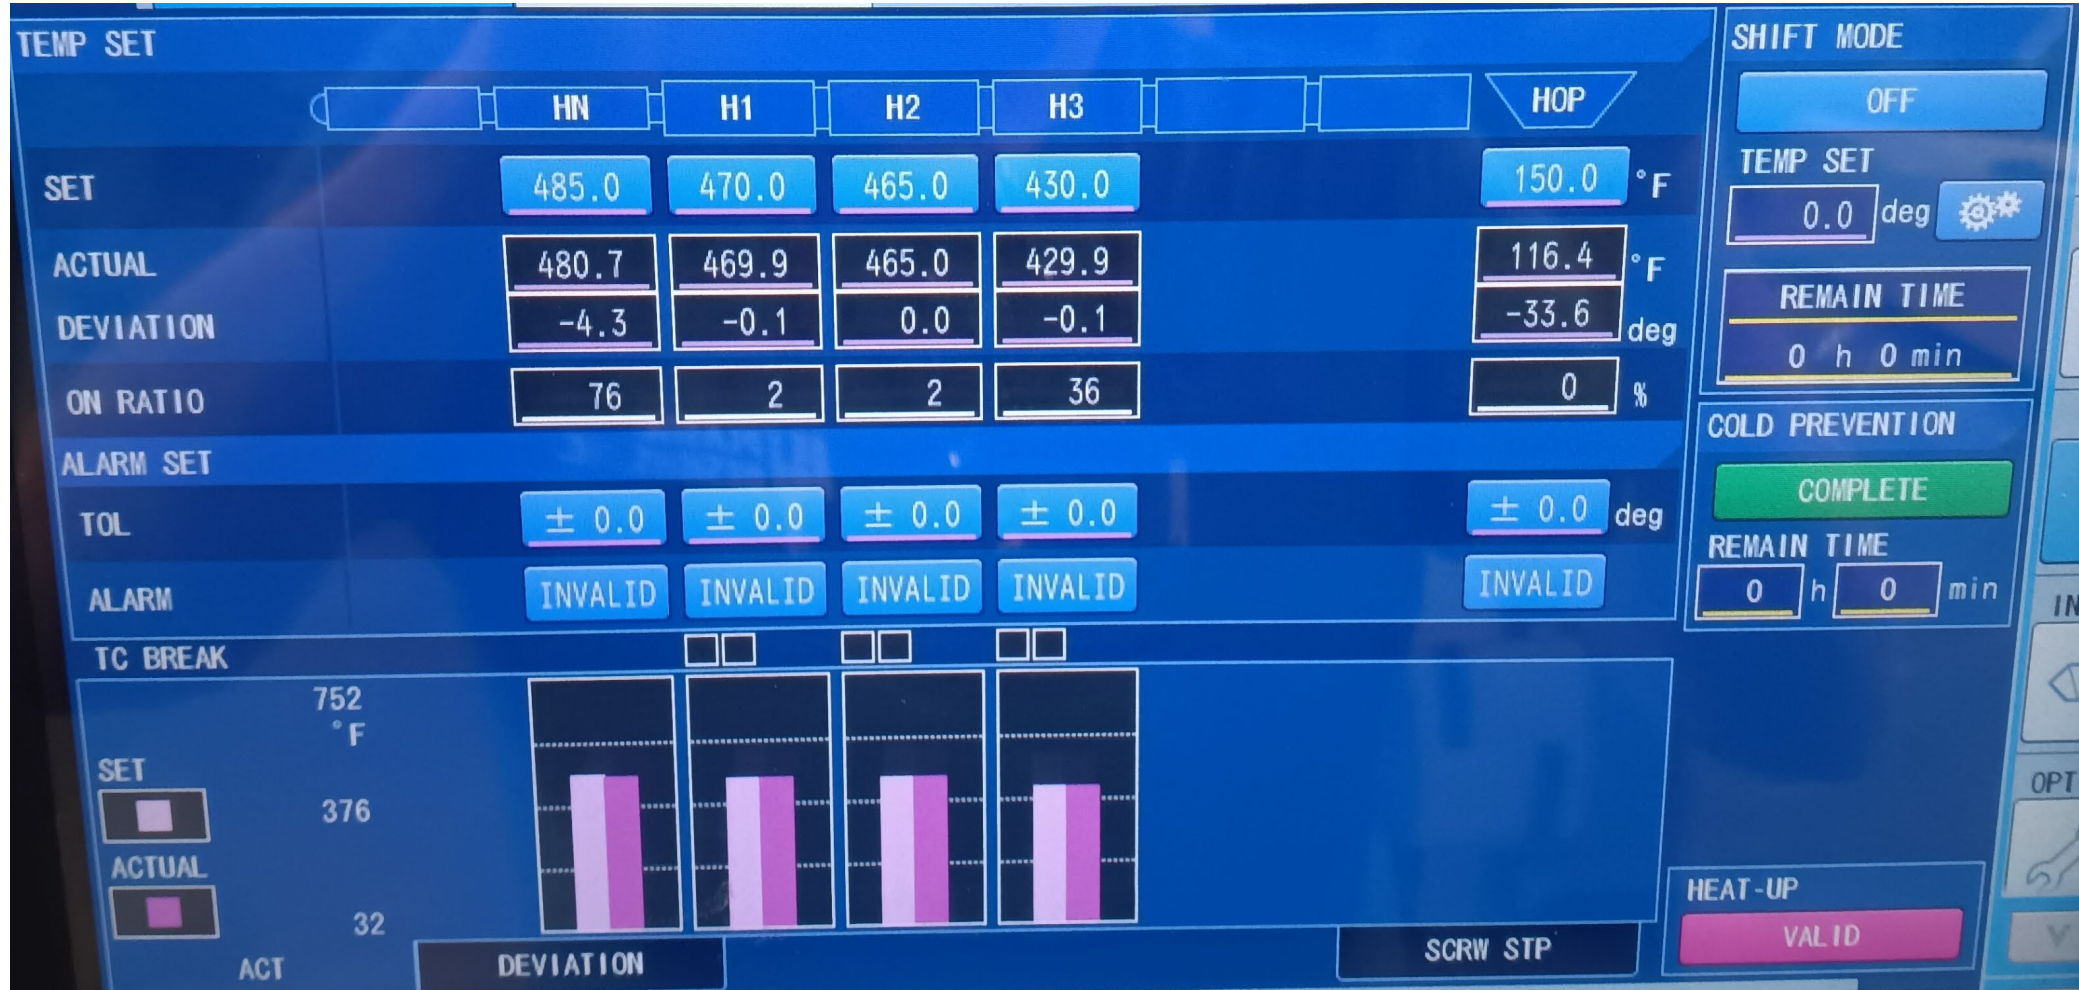 TEMP SET
HN H1 H2 H3 HOP
SET 485.0 470.0 465.0 430.0 150.0 °F
ACTUAL 480.7 469.9 465.0 429.9 116.4 °F
DEVIATION -4.3 -0.1 0.0 -0.1 -33.6 deg
ON RATIO 76 2 2 36 0 %
ALARM SET
TOL ± 0.0 ± 0.0 ± 0.0 ± 0.0 ± 0.0 deg
ALARM INVALID INVALID INVALID INVALID INVALID
TC BREAK
752
°F
SET
376
ACTUAL
32
ACT DEVIATION SCRW STP
SHIFT MODE
OFF
TEMP SET
0.0 deg
REMAIN TIME
0 h 0 min
COLD PREVENTION
COMPLETE
REMAIN TIME
0 h 0 min
HEAT-UP
VALID
IN
OPT